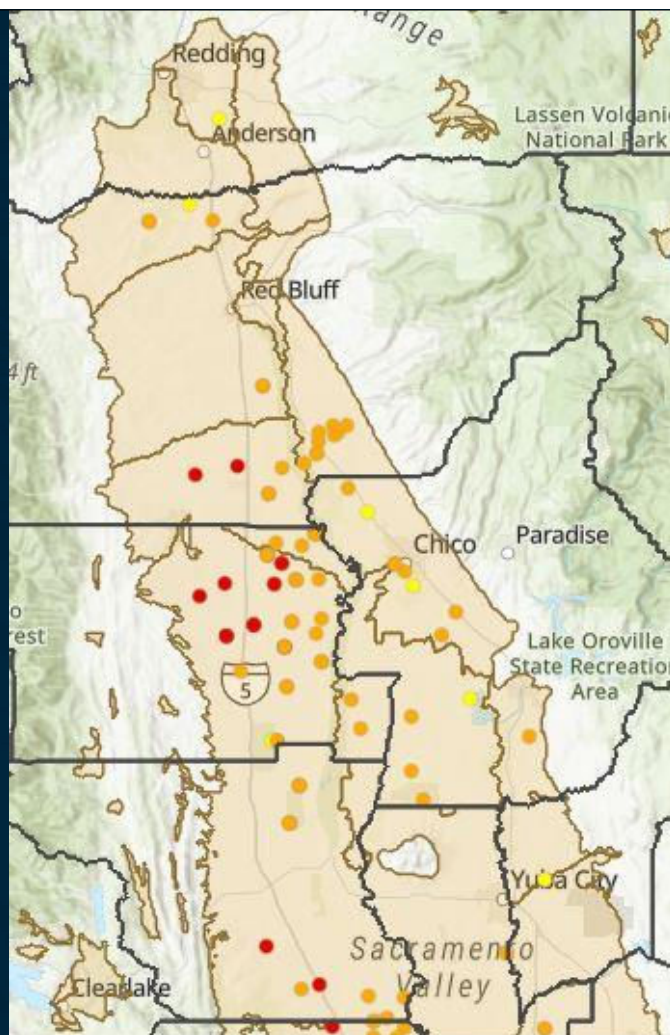 Range
Redding
Lassen Volcanic
National Park
Anderson
Red Bluff
4 ft
Chico
Paradise
o
rest
Lake Oroville
State Recreation
Area
5
Yuba City
Sacramento
Valley
Clearlake